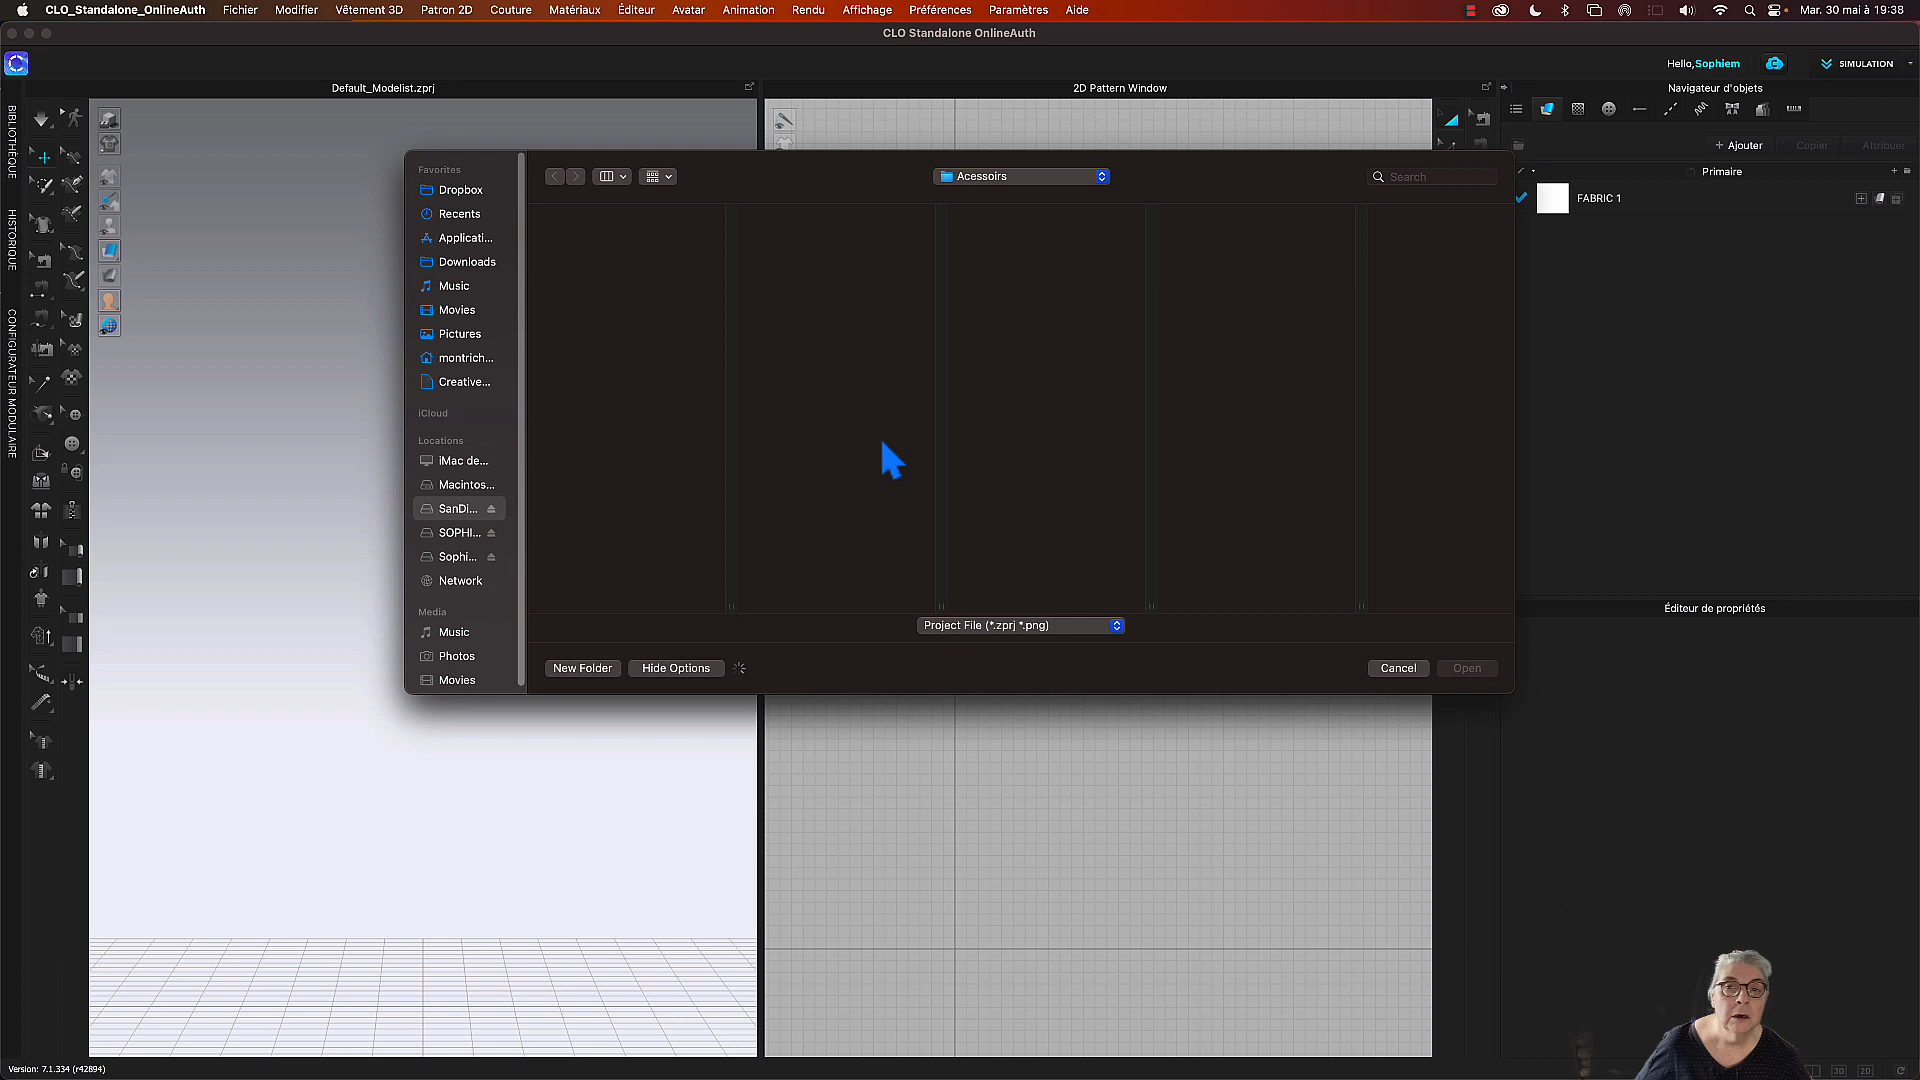 CLO_Standalone_OnlineAuth Fichier Modifier Vêtement 3D Patron 2D Couture Matériaux Éditeur Avatar Animation Rendu Affichage Préférences Paramètres Aide Mar. 30 mai à 19:38
CLO Standalone OnlineAuth
Hello,Sophiem SIMULATION
Default_Modelist.zprj 2D Pattern Window Navigateur d'objets
BIBLIOTHÈQUE
HISTORIQUE
CONFIGURATEUR MODULAIRE
+ Ajouter Copier Attribuer
Primaire
FABRIC 1
Favorites
Acessoirs
Search
Dropbox
Recents
Applicati...
Downloads
Music
Movies
Pictures
montrich...
Creative...
iCloud
Locations
iMac de...
Macintos...
SanDi...
SOPHI...
Sophi...
Network
Media
Music
Photos
Movies
Project File (*.zprj *.png)
New Folder Hide Options Cancel Open
Éditeur de propriétés
Version: 7.1.334 (r42894)
3D 2D